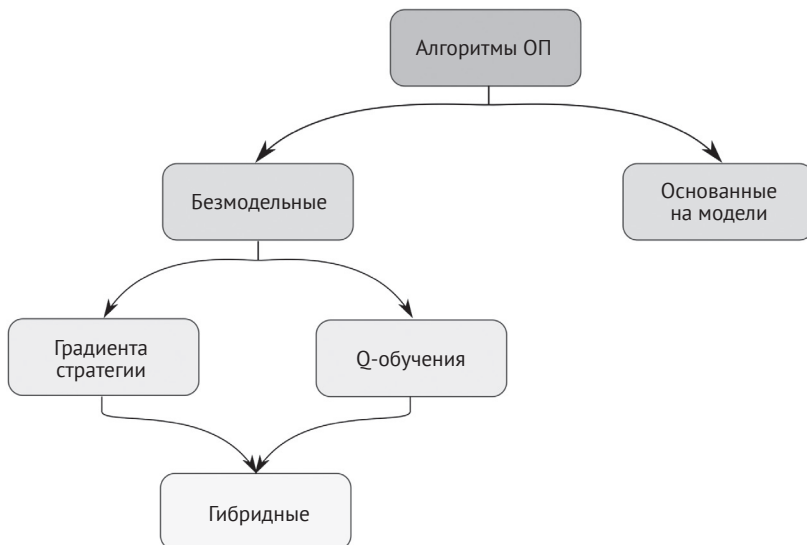 Алгоритмы ОП
Безмодельные
Основанные
на модели
Градиента
стратегии
Q-обучения
Гибридные